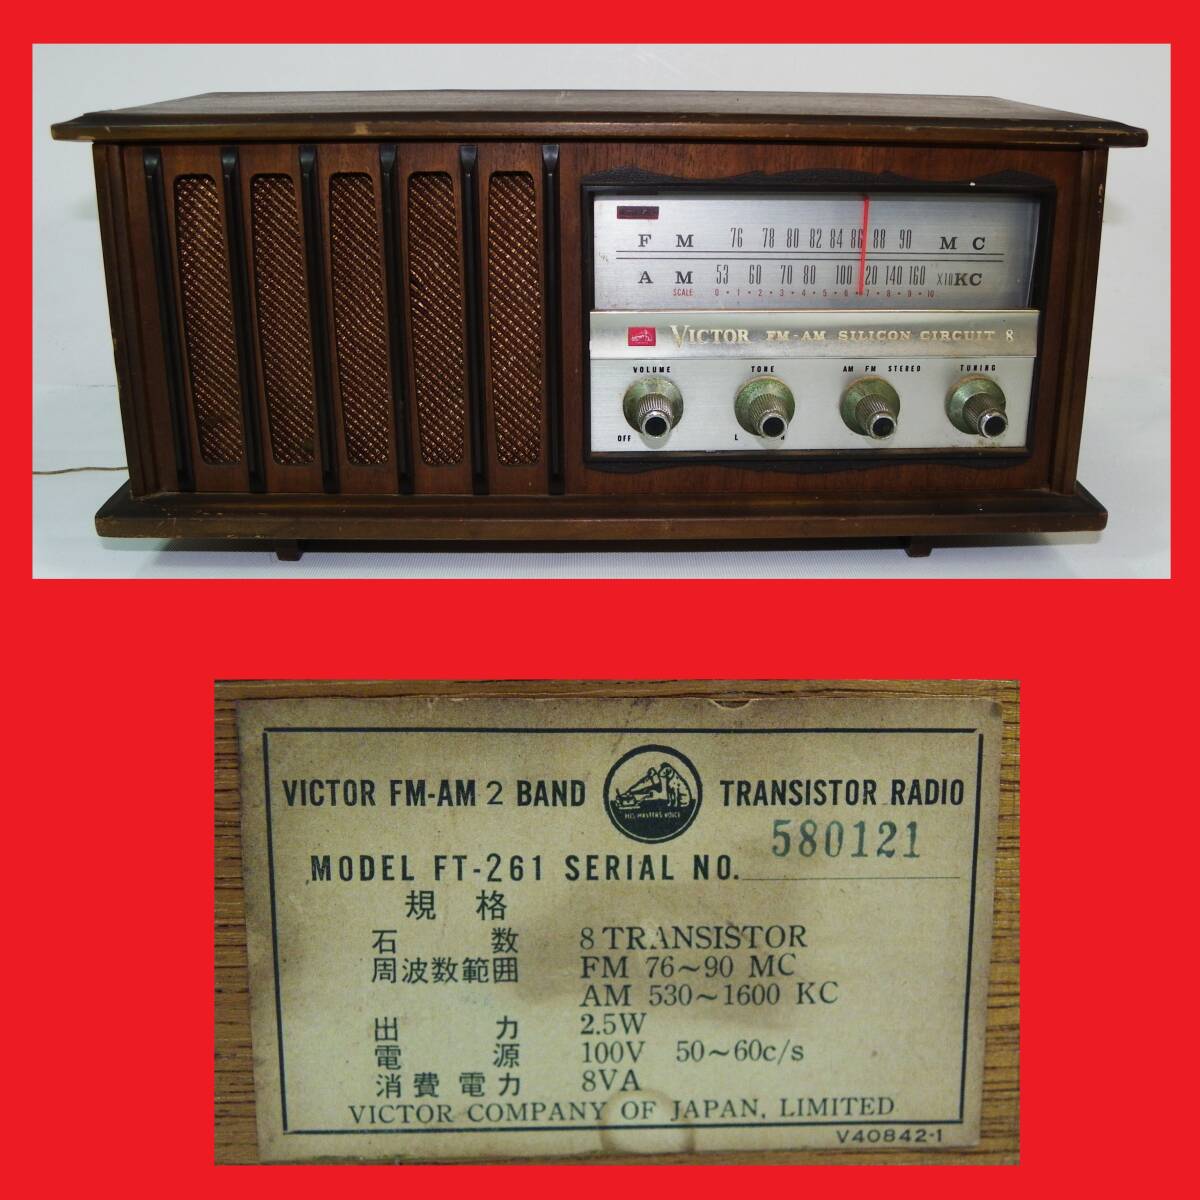 F M 76 78 80 82 84 86 88 90 M C
A M 53 60 70 80 100 120 140 160 X10KC
SCALE 0 • 1 • 2 • 3 • 4 • 5 • 6 • 7 • 8 • 9 • 10
VICTOR FM-AM SILICON CIRCUIT 8
VOLUME TONE AM FM STEREO TUNING
OFF L
VICTOR FM-AM 2 BAND TRANSISTOR RADIO
HIS MASTER'S VOICE
MODEL FT-261 SERIAL NO. 580121
規 格
石 数 8 TRANSISTOR
周波数範囲 FM 76~90 MC
AM 530~1600 KC
出 力 2.5W
電 源 100V 50~60c/s
消費電力 8VA
VICTOR COMPANY OF JAPAN, LIMITED
V40842-1